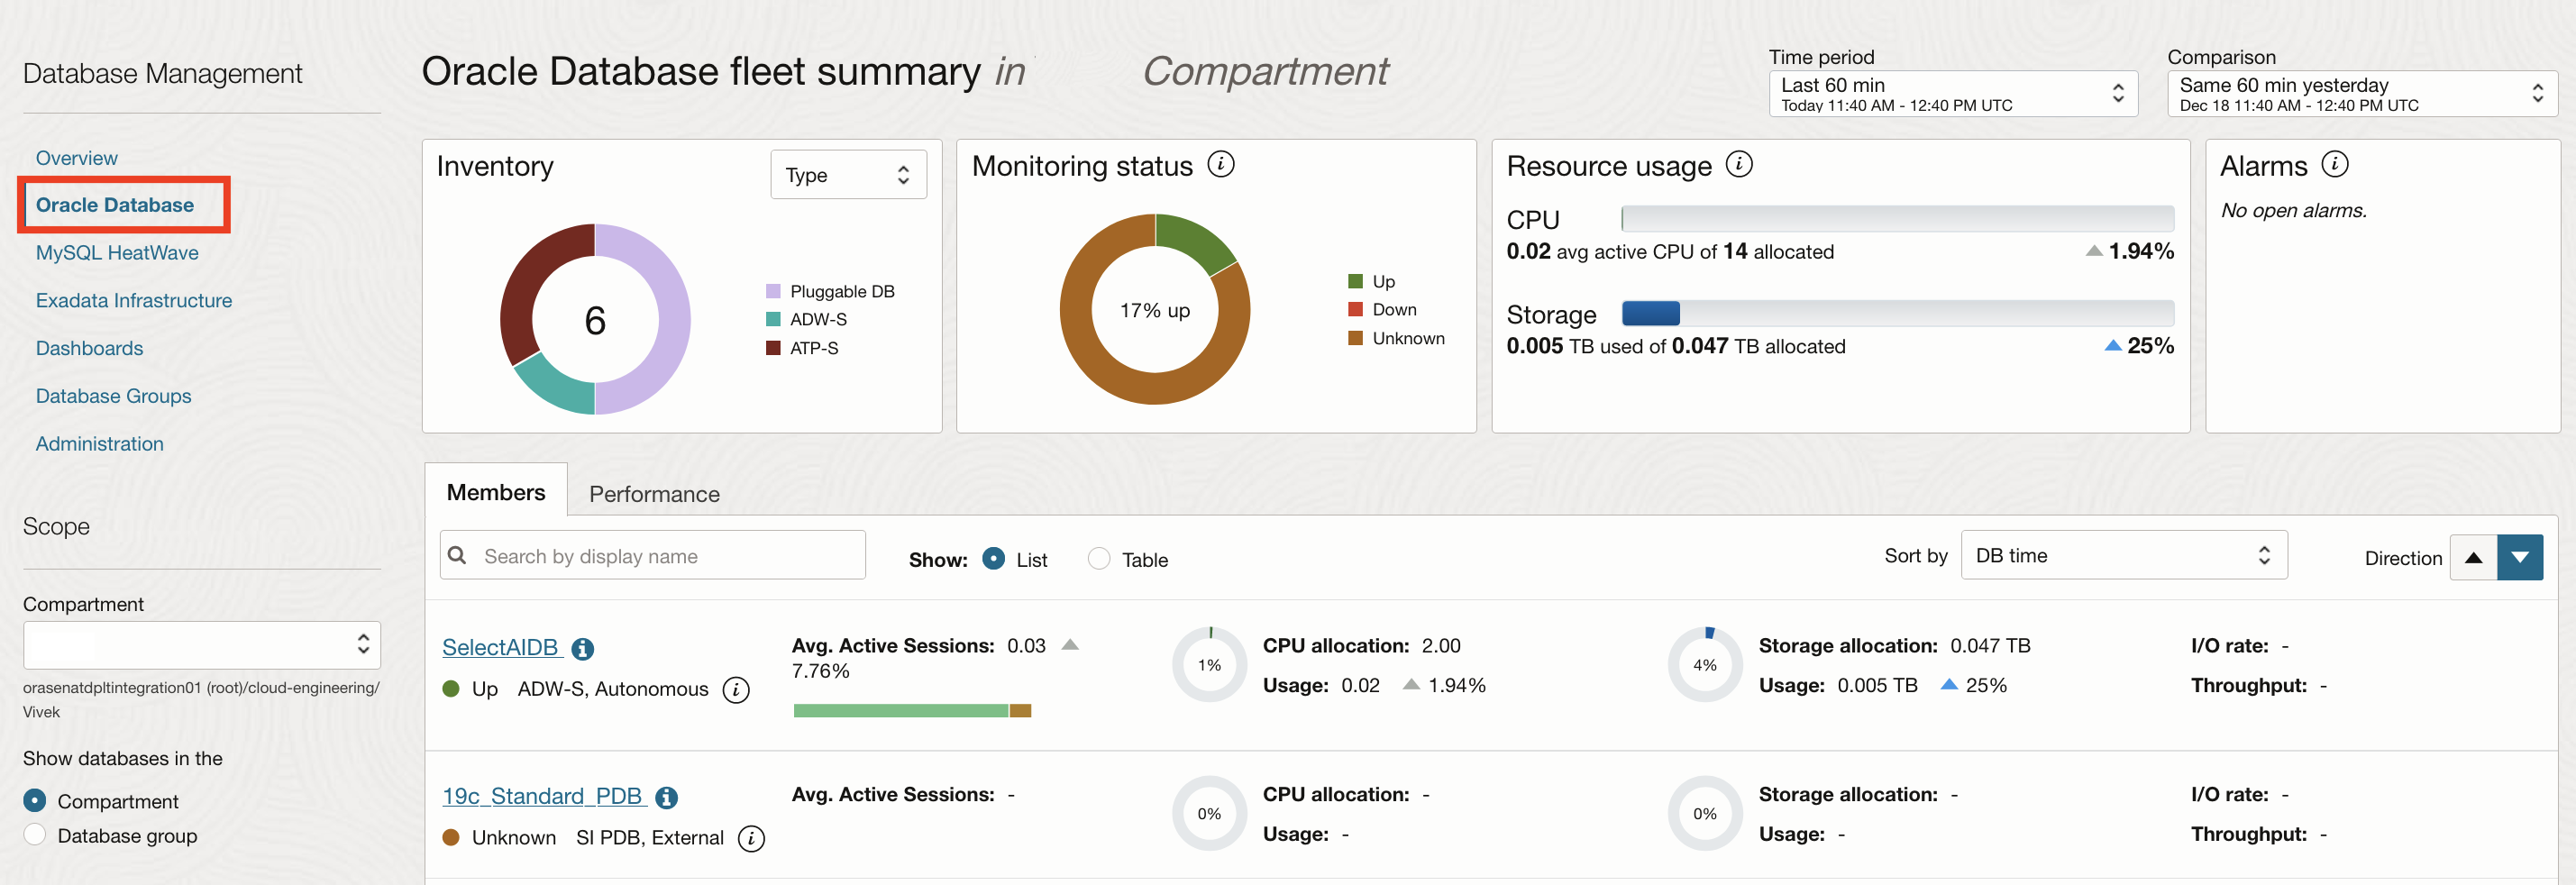 Database Management
Overview
Oracle Database
MySQL HeatWave
Exadata Infrastructure
Dashboards
Database Groups
Administration
Scope
Compartment
orasenatdpltintegration01 (root)/cloud-engineering/
Vivek
Show databases in the
Compartment
Database group
Oracle Database fleet summary in Compartment
Time period
Last 60 min
Today 11:40 AM - 12:40 PM UTC
Comparison
Same 60 min yesterday
Dec 18 11:40 AM - 12:40 PM UTC
Inventory
Type
6
Pluggable DB
ADW-S
ATP-S
Monitoring status
17% up
Up
Down
Unknown
Resource usage
CPU
0.02 avg active CPU of 14 allocated 1.94%
Storage
0.005 TB used of 0.047 TB allocated 25%
Alarms
No open alarms.
Members Performance
Search by display name Show: List Table Sort by DB time Direction
SelectAIDB
Up ADW-S, Autonomous
Avg. Active Sessions: 0.03
7.76%
1%
CPU allocation: 2.00
Usage: 0.02 1.94%
4%
Storage allocation: 0.047 TB
Usage: 0.005 TB 25%
I/O rate: -
Throughput: -
19c_Standard_PDB
Unknown SI PDB, External
Avg. Active Sessions: -
0%
CPU allocation: -
Usage: -
0%
Storage allocation: -
Usage: -
I/O rate: -
Throughput: -